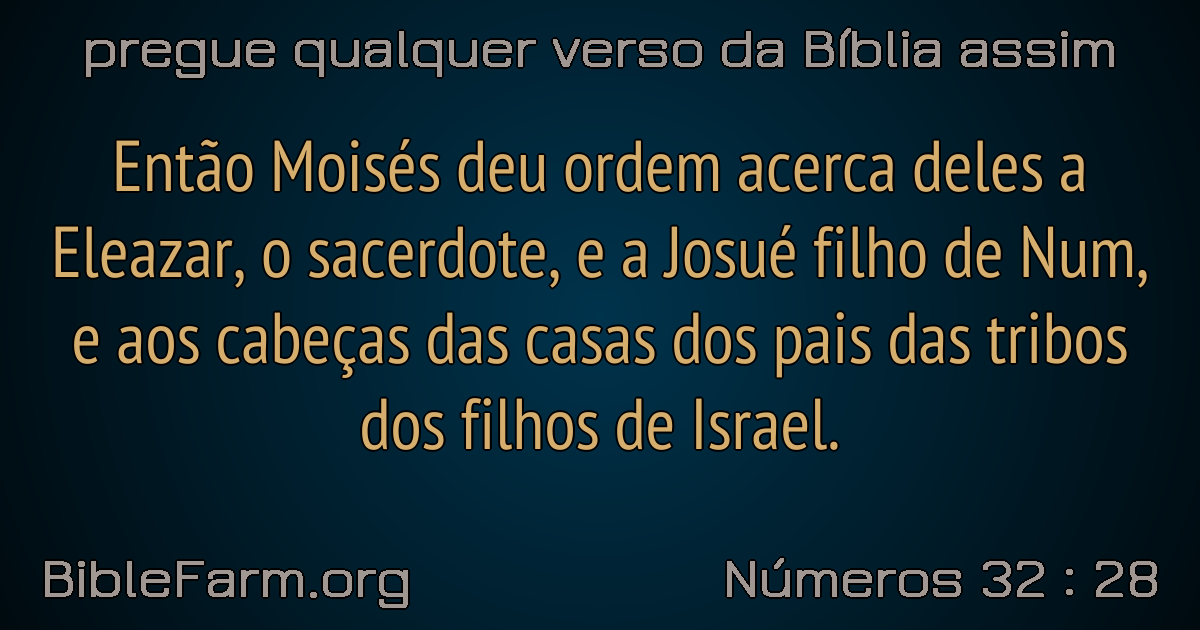 pregue qualquer verso da Bíblia assim
Então Moisés deu ordem acerca deles a
Eleazar, o sacerdote, e a Josué filho de Num,
e aos cabeças das casas dos pais das tribos
dos filhos de Israel.
BibleFarm.org
Números 32 : 28